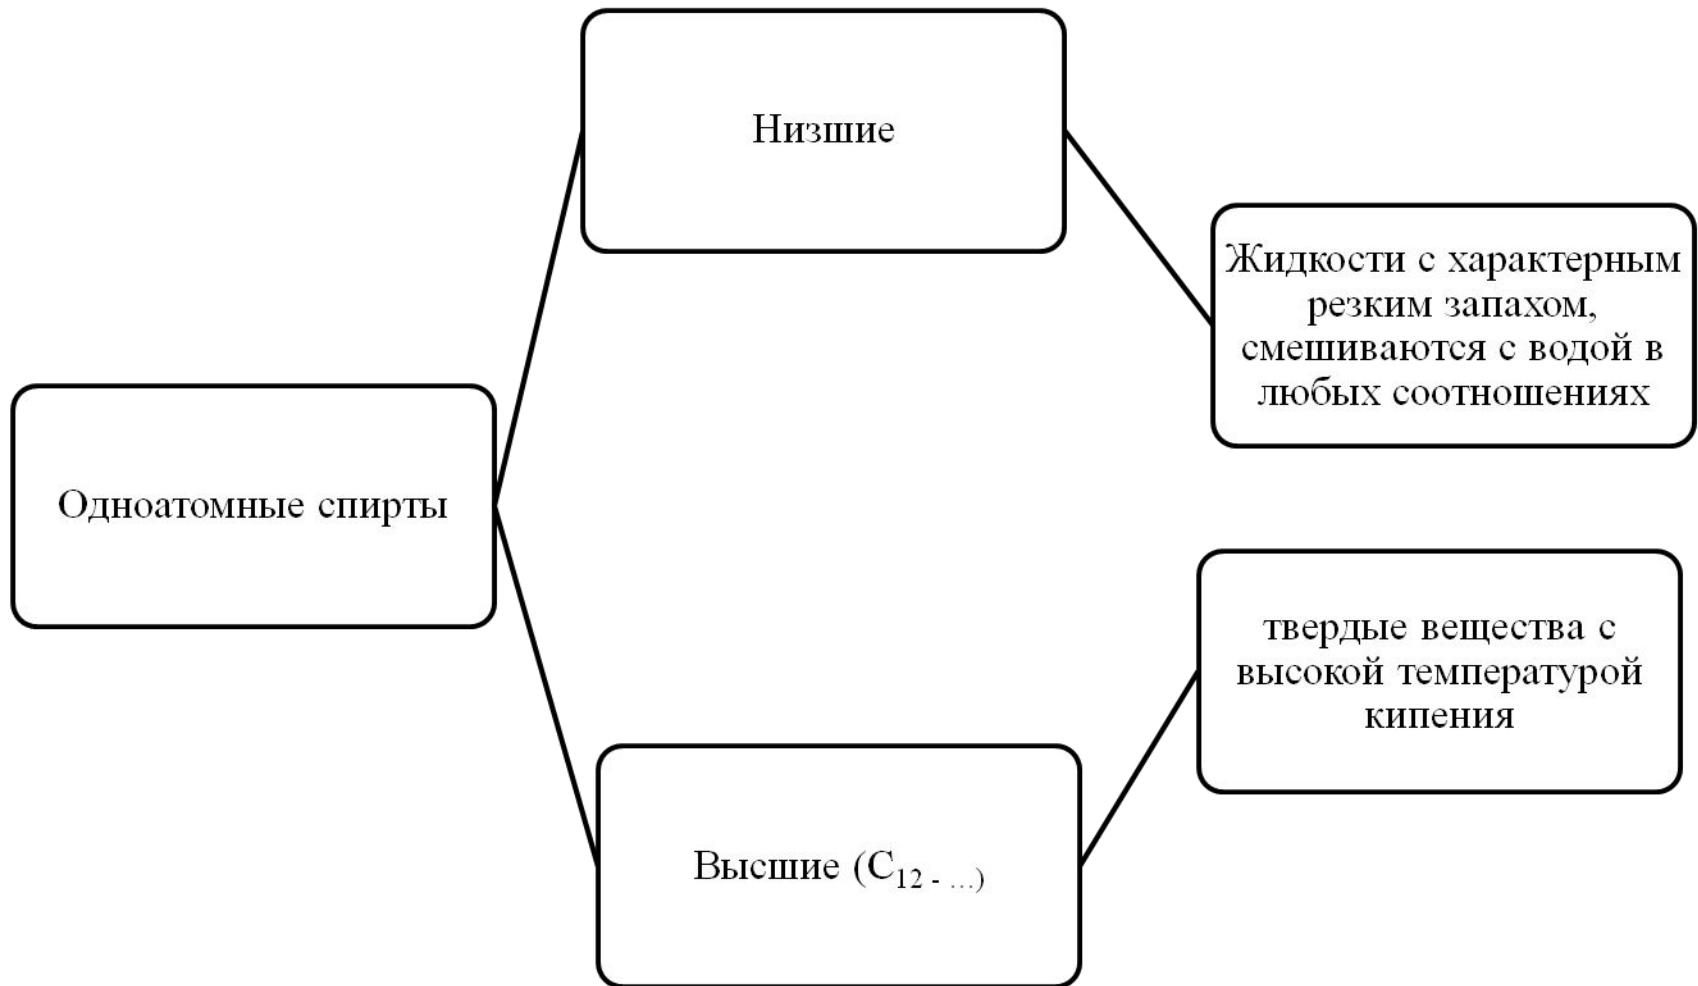 Низшие
Жидкости с характерным
резким запахом,
смешиваются с водой в
любых соотношениях
Одноатомные спирты
твердые вещества с
высокой температурой
кипения
Высшие (C₁₂ ₋ ...)